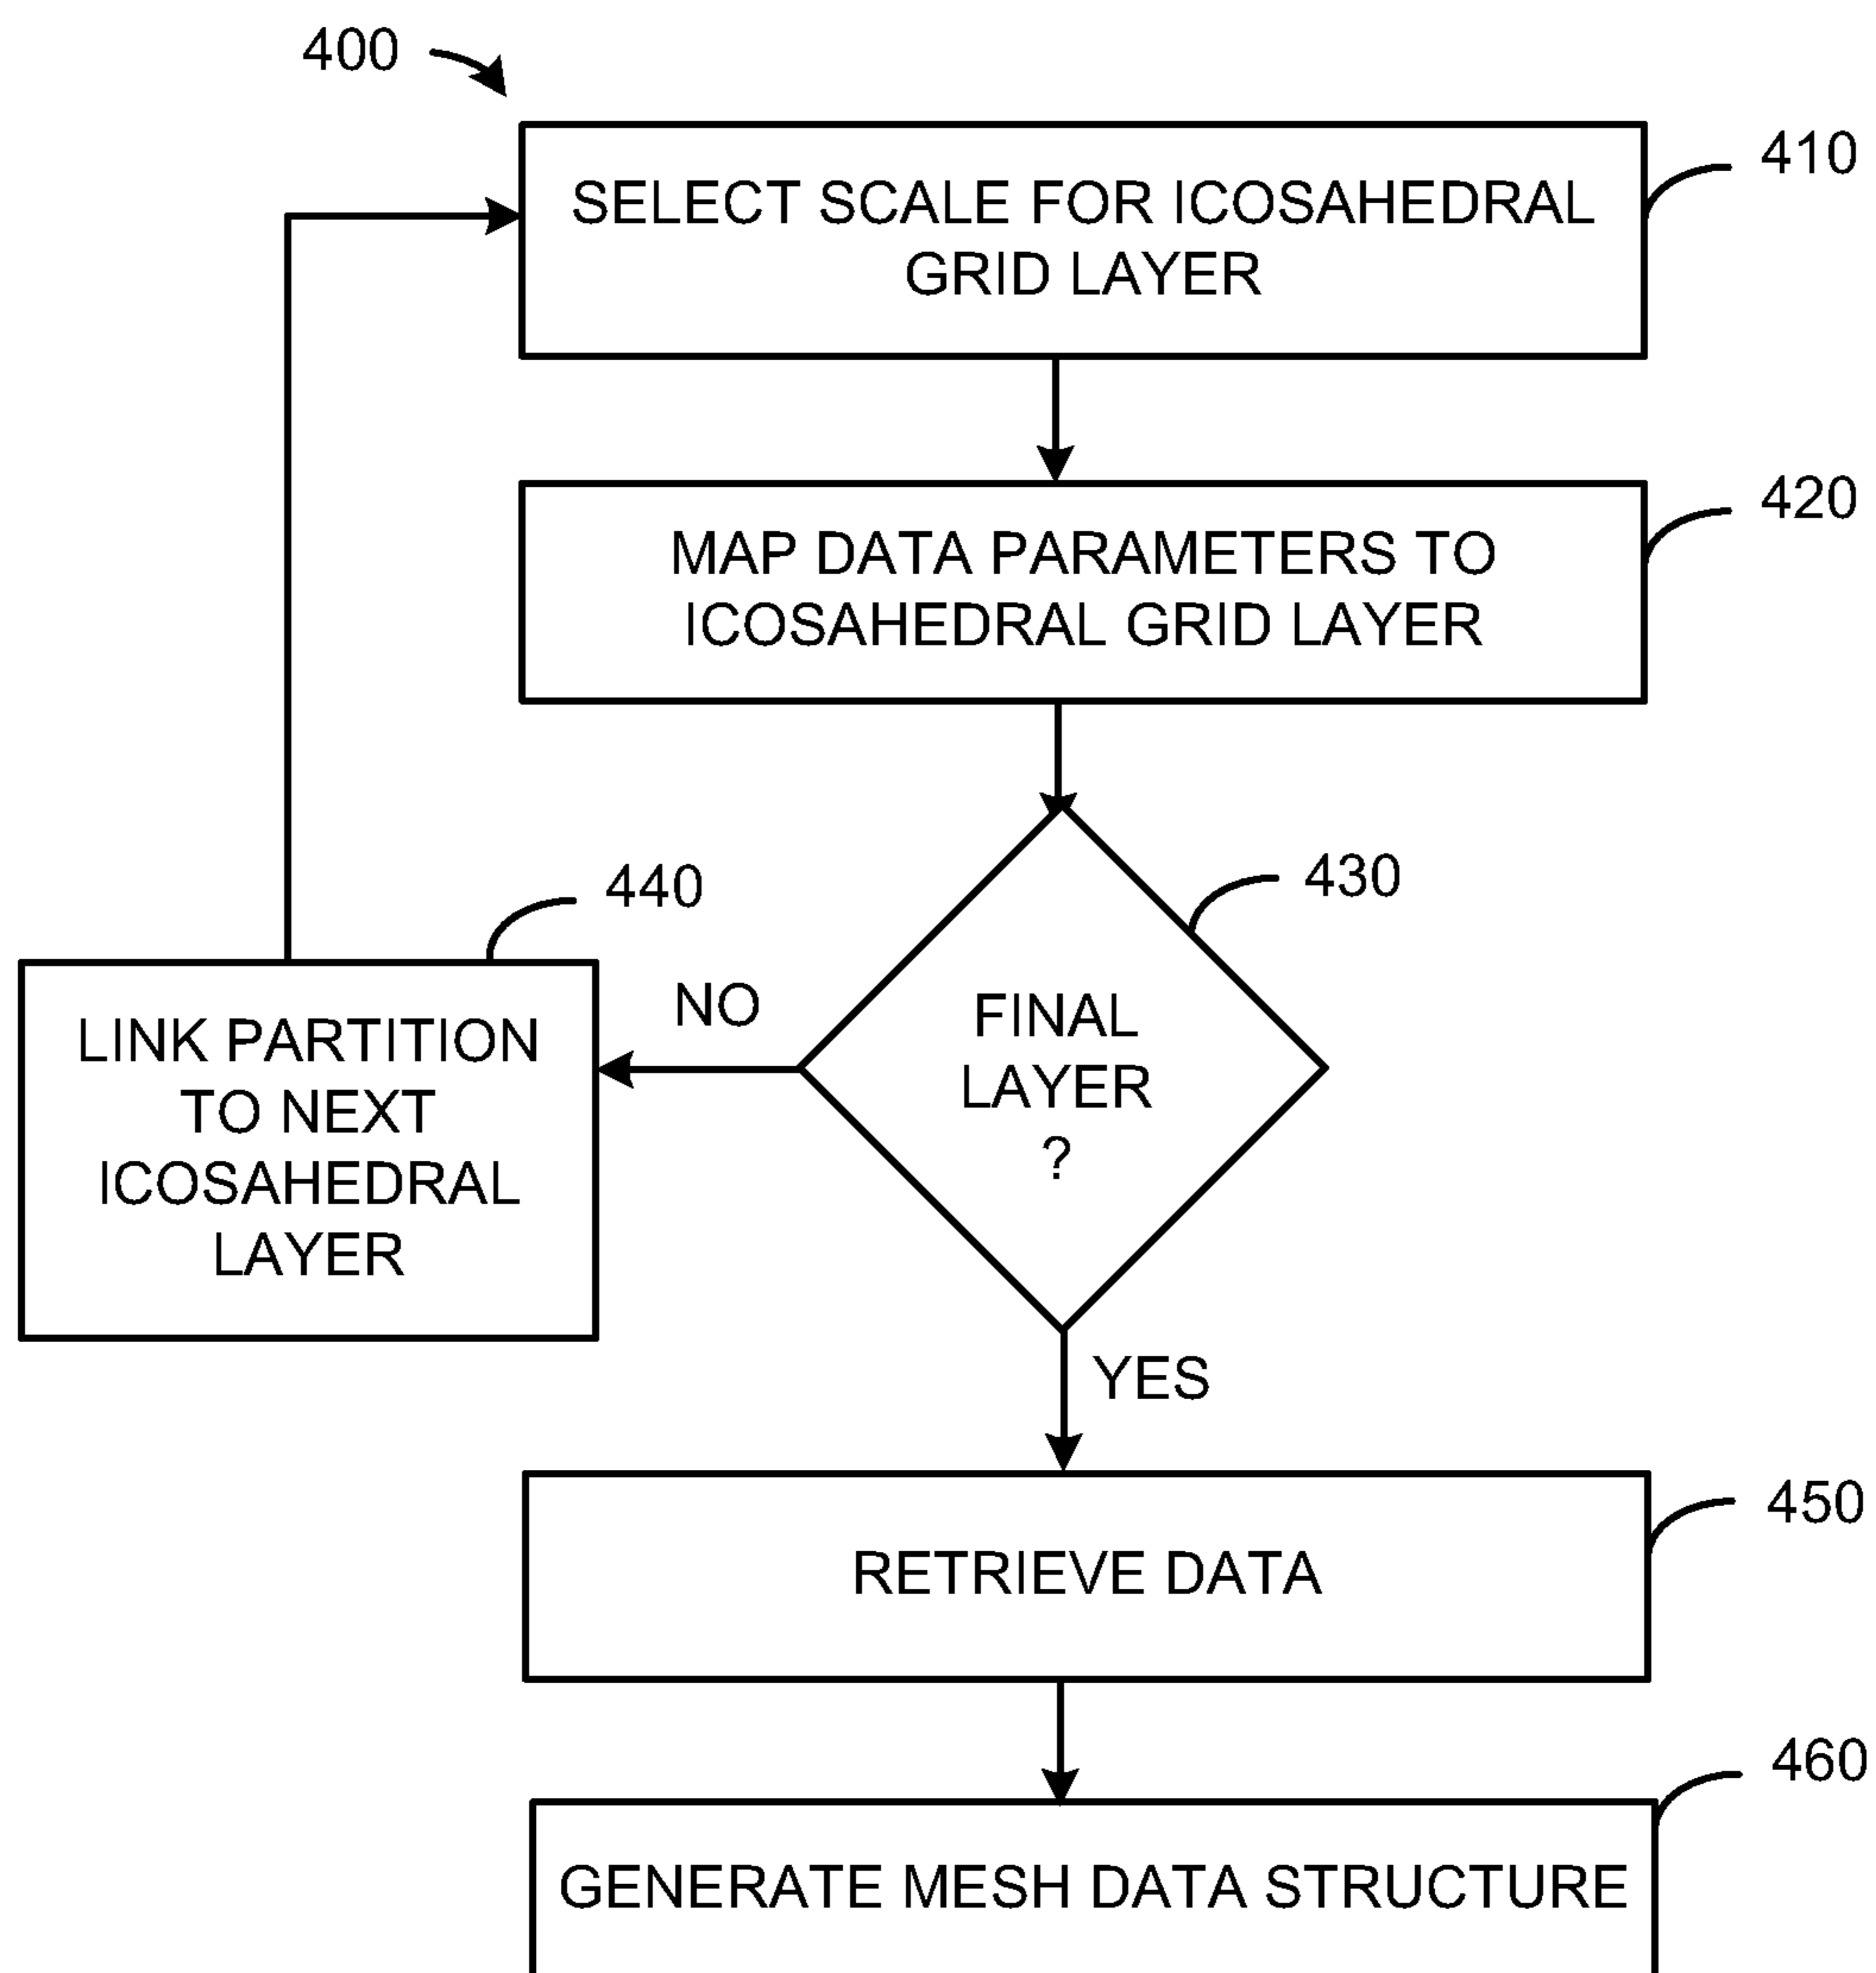 400
410
SELECT SCALE FOR ICOSAHEDRAL
GRID LAYER
420
MAP DATA PARAMETERS TO
ICOSAHEDRAL GRID LAYER
430
FINAL
LAYER
?
440
NO
LINK PARTITION
TO NEXT
ICOSAHEDRAL
LAYER
YES
450
RETRIEVE DATA
460
GENERATE MESH DATA STRUCTURE